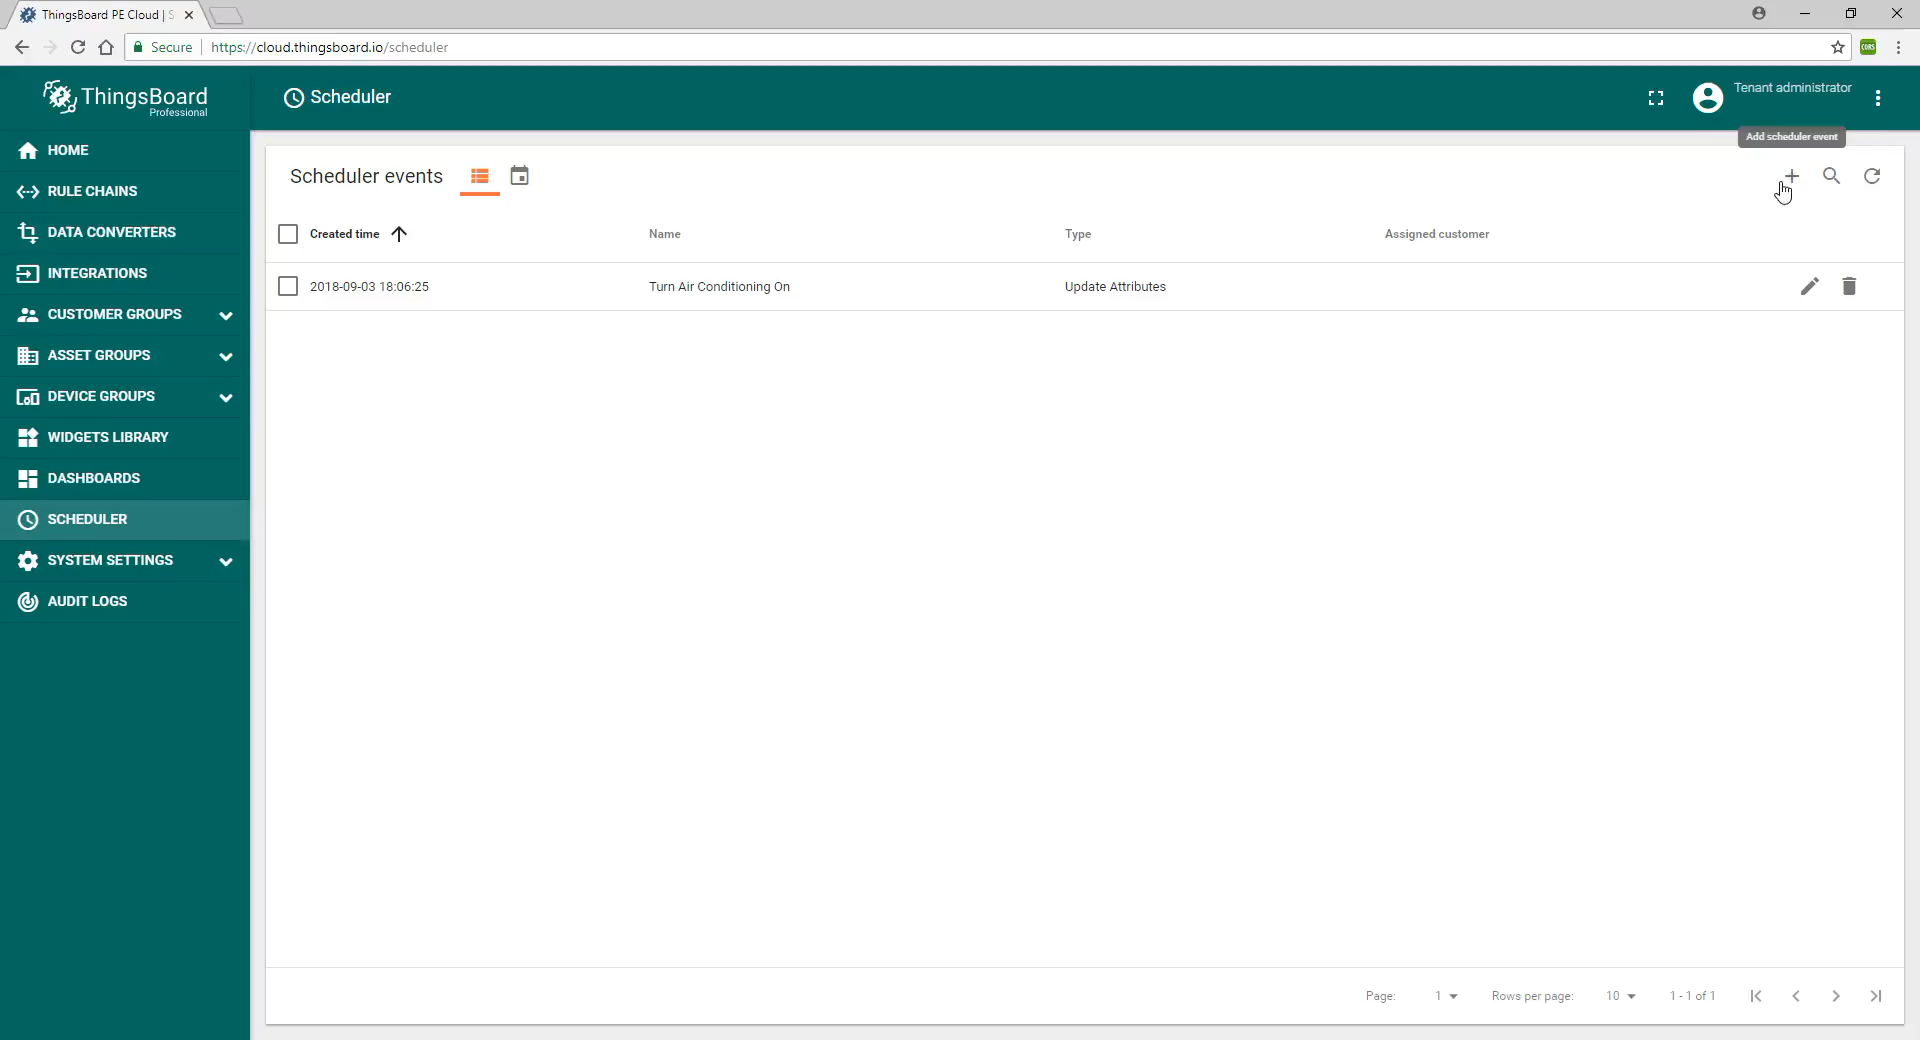 ThingsBoard PE Cloud | S
Secure https://cloud.thingsboard.io/scheduler
CORS
ThingsBoard
Professional
Scheduler
Tenant administrator
Add scheduler event
HOME
RULE CHAINS
DATA CONVERTERS
INTEGRATIONS
CUSTOMER GROUPS
ASSET GROUPS
DEVICE GROUPS
WIDGETS LIBRARY
DASHBOARDS
SCHEDULER
SYSTEM SETTINGS
AUDIT LOGS
Scheduler events
Created time Name Type Assigned customer
2018-09-03 18:06:25 Turn Air Conditioning On Update Attributes
Page: 1 Rows per page: 10 1 - 1 of 1